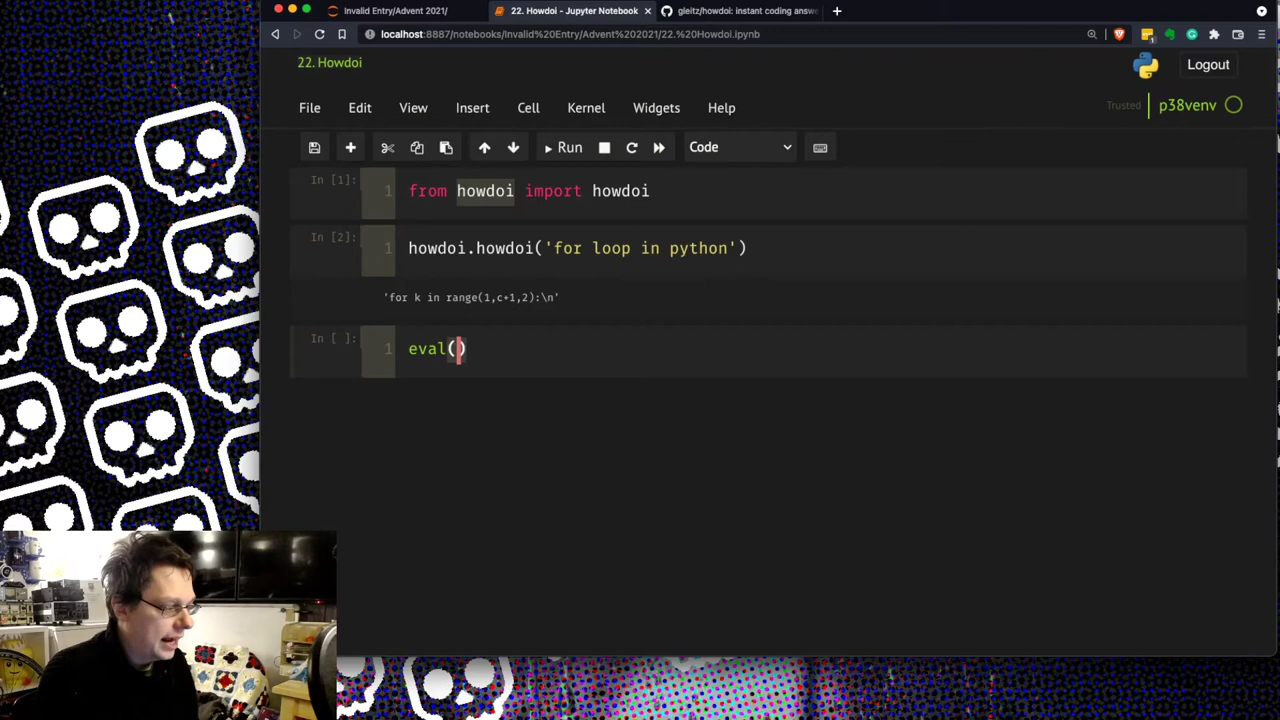 Invalid Entry/Advent 2021/
22. Howdoi - Jupyter Notebook
gleitz/howdoi: instant coding answ
localhost:8887/notebooks/Invalid%20Entry/Advent%202021/22.%20Howdoi.ipynb
22. Howdoi
Logout
File Edit View Insert Cell Kernel Widgets Help
Trusted
p38venv
Run
Code
In [1]:
1 from howdoi import howdoi
In [2]:
1 howdoi.howdoi('for loop in python')
'for k in range(1,c+1,2):\n'
In [ ]:
1 eval()